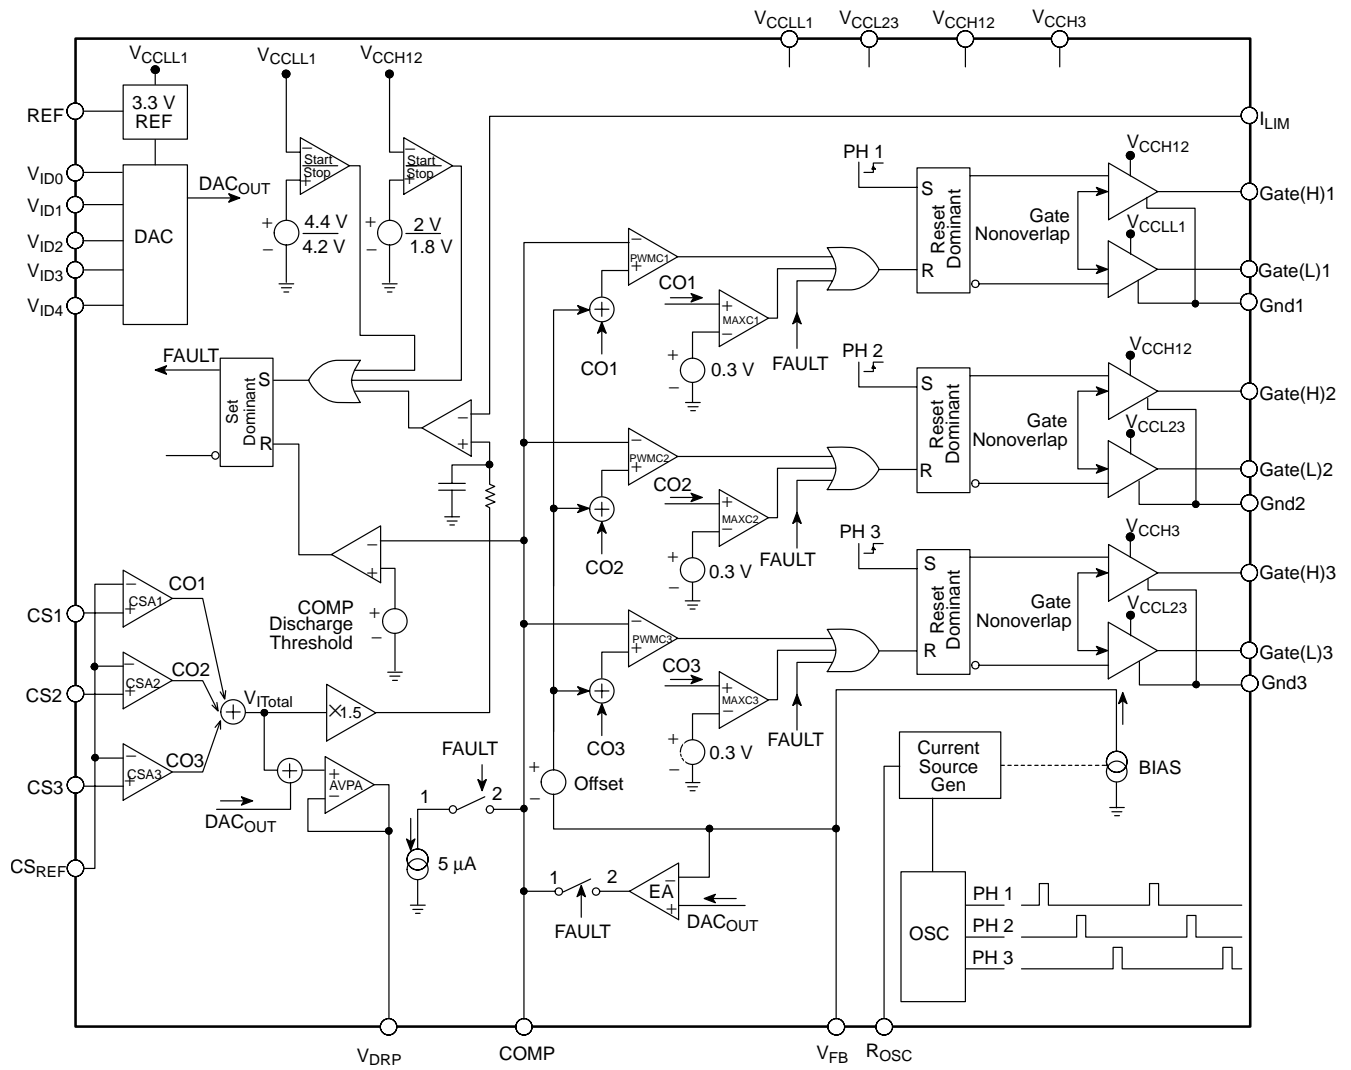 VCCLL1 VCCL23 VCCH12 VCCH3
VCCLL1 VCCLL1 VCCH12
REF
3.3 V
REF
ILIM
VID0
VID1
VID2
VID3
VID4
DAC
DACOUT
Start
Stop
Start
Stop
4.4 V
4.2 V
2 V
1.8 V
PWMC1
CO1
CO1
MAXC1
0.3 V
FAULT
PH 1
S
R
Reset
Dominant
Gate
Nonoverlap
VCCH12
VCCLL1
Gate(H)1
Gate(L)1
Gnd1
FAULT
Set
Dominant
S
R
PWMC2
CO2
CO2
MAXC2
0.3 V
FAULT
PH 2
S
R
Reset
Dominant
Gate
Nonoverlap
VCCH12
VCCL23
Gate(H)2
Gate(L)2
Gnd2
COMP
Discharge
Threshold
PWMC3
CO3
CO3
MAXC3
0.3 V
FAULT
PH 3
S
R
Reset
Dominant
Gate
Nonoverlap
VCCH3
VCCL23
Gate(H)3
Gate(L)3
Gnd3
CS1
CSA1
CO1
CS2
CSA2
CO2
CS3
CSA3
CO3
CSREF
VITotal
×1.5
AVPA
DACOUT
FAULT
1 2
5 µA
Offset
1 2
FAULT
EA
DACOUT
Current
Source
Gen
BIAS
OSC
PH 1
PH 2
PH 3
VDRP
COMP
VFB
ROSC